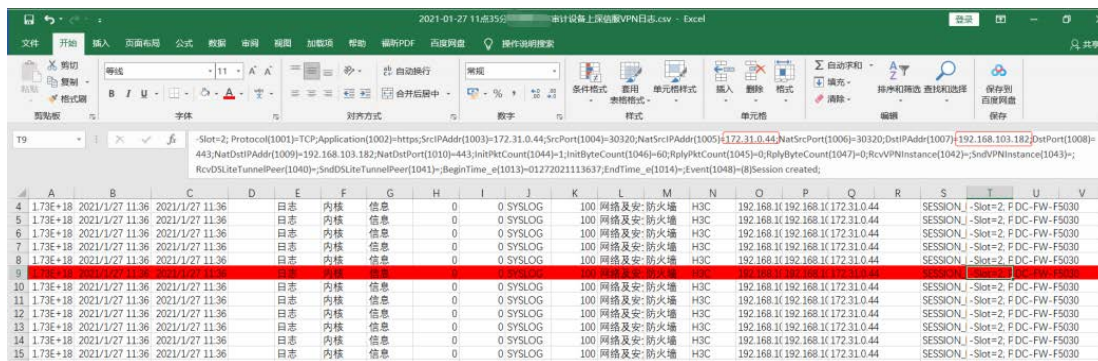 2021-01-27 11点35分 审计设备上深信服VPN日志.csv - Excel
登录
文件 开始 插入 页面布局 公式 数据 审阅 视图 加载项 帮助 福昕PDF 百度网盘 操作说明搜索
剪切
复制
格式刷
粘贴
剪贴板
等线 11
B I U
字体
自动换行
合并后居中
对齐方式
常规
数字
条件格式 套用表格格式 单元格样式
样式
插入 删除 格式
单元格
自动求和
填充
清除
排序和筛选 查找和选择
编辑
保存到百度网盘
保存
T9
-Slot=2; Protocol(1001)=TCP;Application(1002)=https;SrcIPAddr(1003)=172.31.0.44;SrcPort(1004)=30320;NatSrcIPAddr(1005)=172.31.0.44;NatSrcPort(1006)=30320;DstIPAddr(1007)=192.168.103.182;DstPort(1008)=
443;NatDstIPAddr(1009)=192.168.103.182;NatDstPort(1010)=443;InitPktCount(1044)=1;InitByteCount(1046)=60;RplyPktCount(1045)=0;RplyByteCount(1047)=0;RcvVPNInstance(1042)=;SndVPNInstance(1043)=;
RcvDSLiteTunnelPeer(1040)=;SndDSLiteTunnelPeer(1041)=;BeginTime_e(1013)=01272021113637;EndTime_e(1014)=;Event(1048)=(8)Session created;
A B C D E F G H I J K L M N O P Q R S T U V
4 1.73E+18 2021/1/27 11:36 2021/1/27 11:36 日志 内核 信息 0 0 SYSLOG 100 网络及安: 防火墙 H3C 192.168.1( 192.168.1( 172.31.0.44 SESSION_ -Slot=2; F DC-FW-F5030
5 1.73E+18 2021/1/27 11:36 2021/1/27 11:36 日志 内核 信息 0 0 SYSLOG 100 网络及安: 防火墙 H3C 192.168.1( 192.168.1( 172.31.0.44 SESSION_ -Slot=2; F DC-FW-F5030
6 1.73E+18 2021/1/27 11:36 2021/1/27 11:36 日志 内核 信息 0 0 SYSLOG 100 网络及安: 防火墙 H3C 192.168.1( 192.168.1( 172.31.0.44 SESSION_ -Slot=2; F DC-FW-F5030
7 1.73E+18 2021/1/27 11:36 2021/1/27 11:36 日志 内核 信息 0 0 SYSLOG 100 网络及安: 防火墙 H3C 192.168.1( 192.168.1( 172.31.0.44 SESSION_ -Slot=2; F DC-FW-F5030
8 1.73E+18 2021/1/27 11:36 2021/1/27 11:36 日志 内核 信息 0 0 SYSLOG 100 网络及安: 防火墙 H3C 192.168.1( 192.168.1( 172.31.0.44 SESSION_ -Slot=2; F DC-FW-F5030
9 1.73E+18 2021/1/27 11:36 2021/1/27 11:36 日志 内核 信息 0 0 SYSLOG 100 网络及安: 防火墙 H3C 192.168.1( 192.168.1( 172.31.0.44 SESSION_ -Slot=2; F DC-FW-F5030
10 1.73E+18 2021/1/27 11:36 2021/1/27 11:36 日志 内核 信息 0 0 SYSLOG 100 网络及安: 防火墙 H3C 192.168.1( 192.168.1( 172.31.0.44 SESSION_ -Slot=2; F DC-FW-F5030
11 1.73E+18 2021/1/27 11:36 2021/1/27 11:36 日志 内核 信息 0 0 SYSLOG 100 网络及安: 防火墙 H3C 192.168.1( 192.168.1( 172.31.0.44 SESSION_ -Slot=2; F DC-FW-F5030
12 1.73E+18 2021/1/27 11:36 2021/1/27 11:36 日志 内核 信息 0 0 SYSLOG 100 网络及安: 防火墙 H3C 192.168.1( 192.168.1( 172.31.0.44 SESSION_ -Slot=2; F DC-FW-F5030
13 1.73E+18 2021/1/27 11:36 2021/1/27 11:36 日志 内核 信息 0 0 SYSLOG 100 网络及安: 防火墙 H3C 192.168.1( 192.168.1( 172.31.0.44 SESSION_ -Slot=2; F DC-FW-F5030
14 1.73E+18 2021/1/27 11:36 2021/1/27 11:36 日志 内核 信息 0 0 SYSLOG 100 网络及安: 防火墙 H3C 192.168.1( 192.168.1( 172.31.0.44 SESSION_ -Slot=2; F DC-FW-F5030
15 1.73E+18 2021/1/27 11:36 2021/1/27 11:36 日志 内核 信息 0 0 SYSLOG 100 网络及安: 防火墙 H3C 192.168.1( 192.168.1( 172.31.0.44 SESSION_ -Slot=2; F DC-FW-F5030